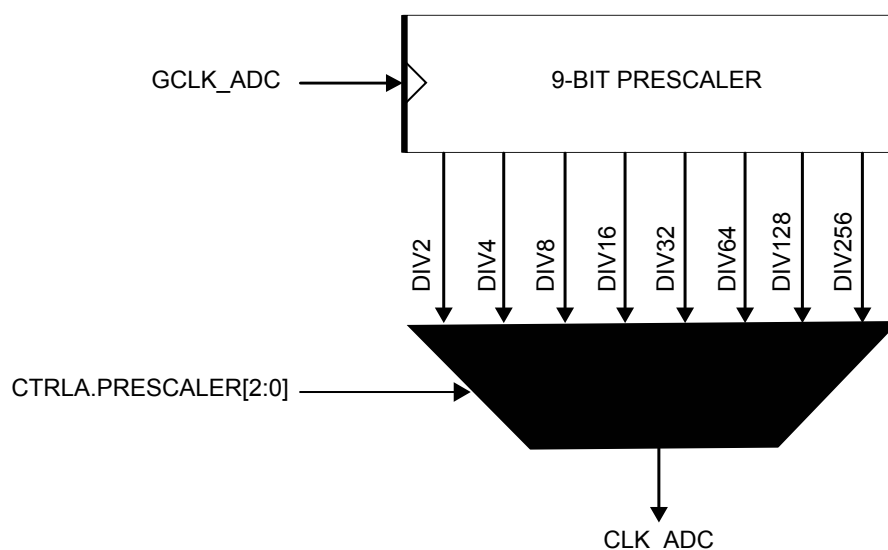 GCLK_ADC
9-BIT PRESCALER
DIV2
DIV4
DIV8
DIV16
DIV32
DIV64
DIV128
DIV256
CTRLA.PRESCALER[2:0]
CLK_ADC